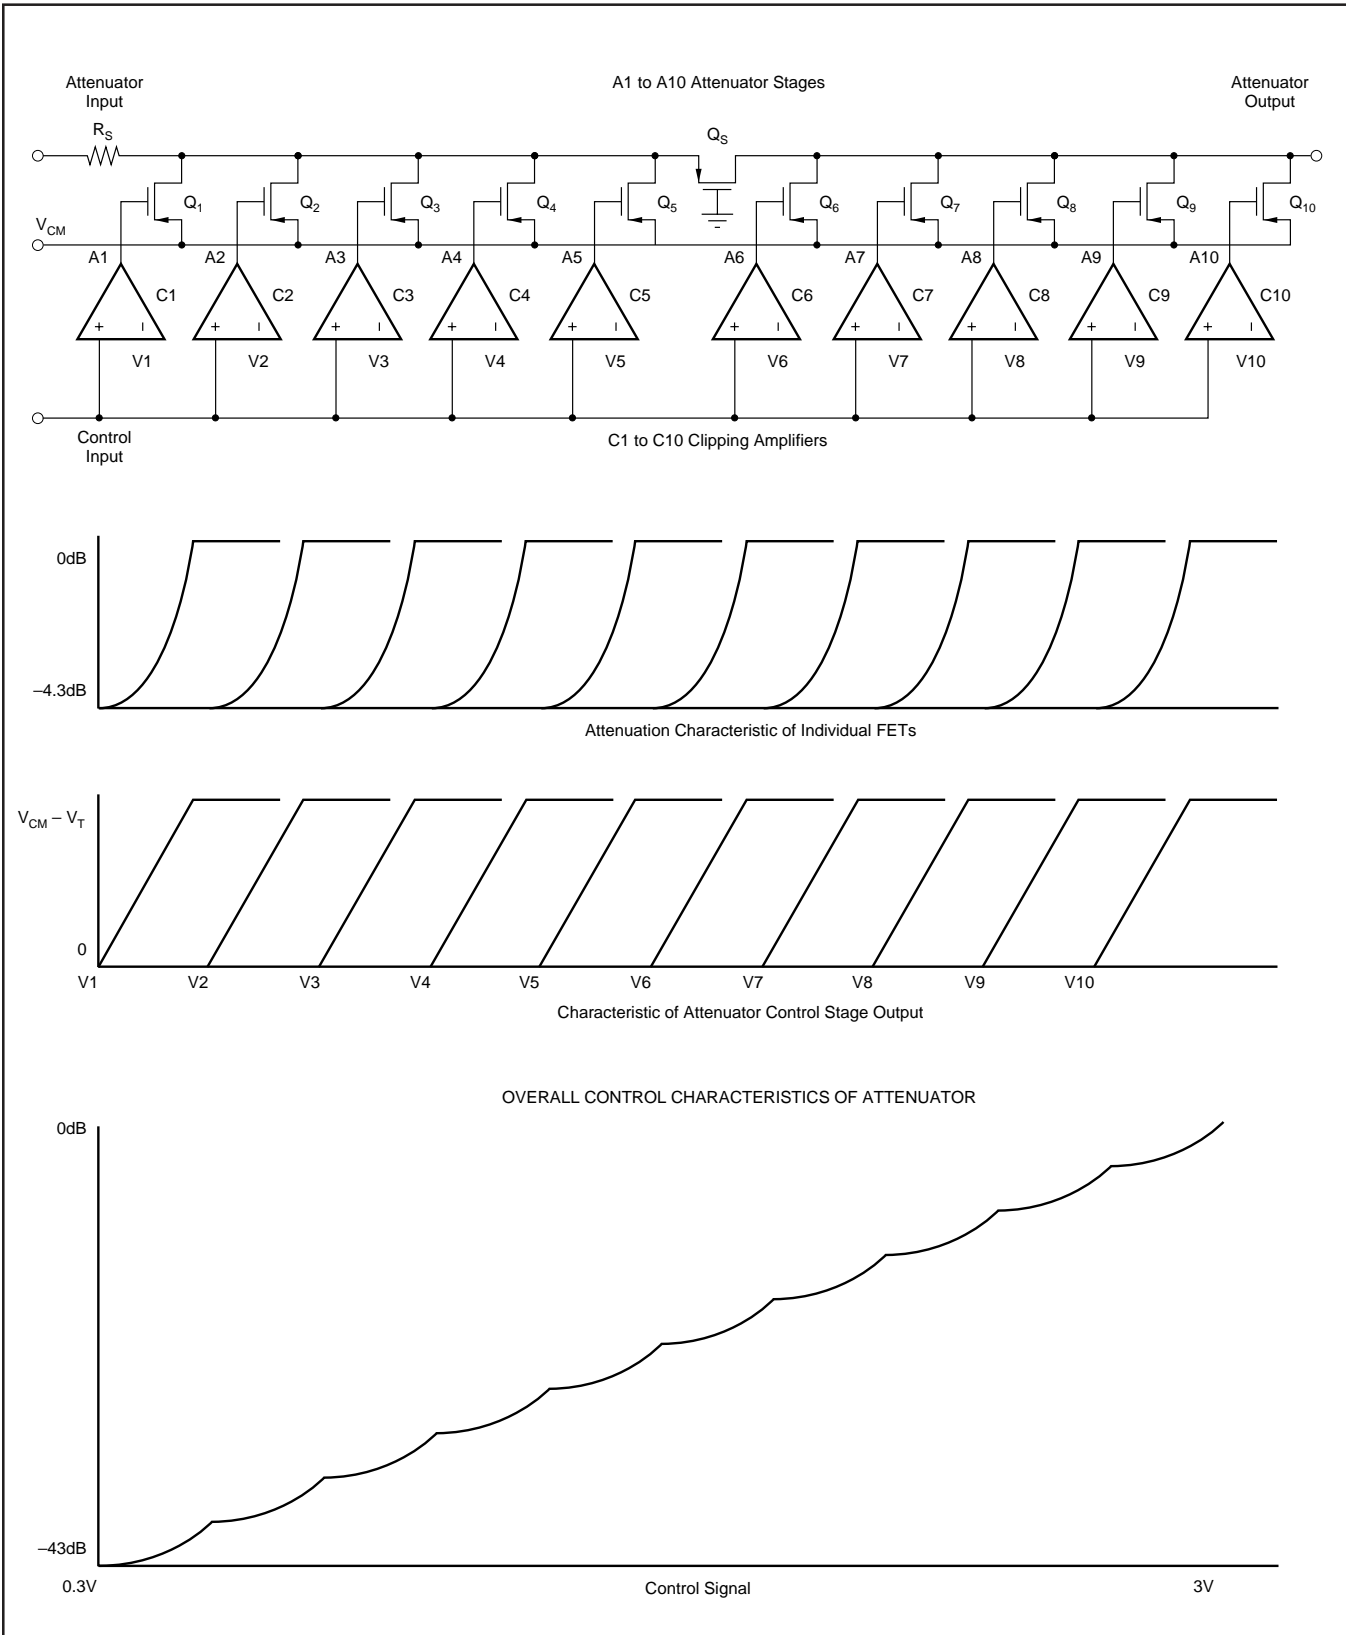 Attenuator
Input
A1 to A10 Attenuator Stages
Attenuator
Output
R_S
Q_S
Q_1 Q_2 Q_3 Q_4 Q_5 Q_6 Q_7 Q_8 Q_9 Q_10
V_CM
A1 A2 A3 A4 A5 A6 A7 A8 A9 A10
C1 C2 C3 C4 C5 C6 C7 C8 C9 C10
+ – + – + – + – + – + – + – + – + – + –
V1 V2 V3 V4 V5 V6 V7 V8 V9 V10
Control
Input
C1 to C10 Clipping Amplifiers
0dB
–4.3dB
Attenuation Characteristic of Individual FETs
V_CM – V_T
0
V1 V2 V3 V4 V5 V6 V7 V8 V9 V10
Characteristic of Attenuator Control Stage Output
OVERALL CONTROL CHARACTERISTICS OF ATTENUATOR
0dB
–43dB
0.3V Control Signal 3V